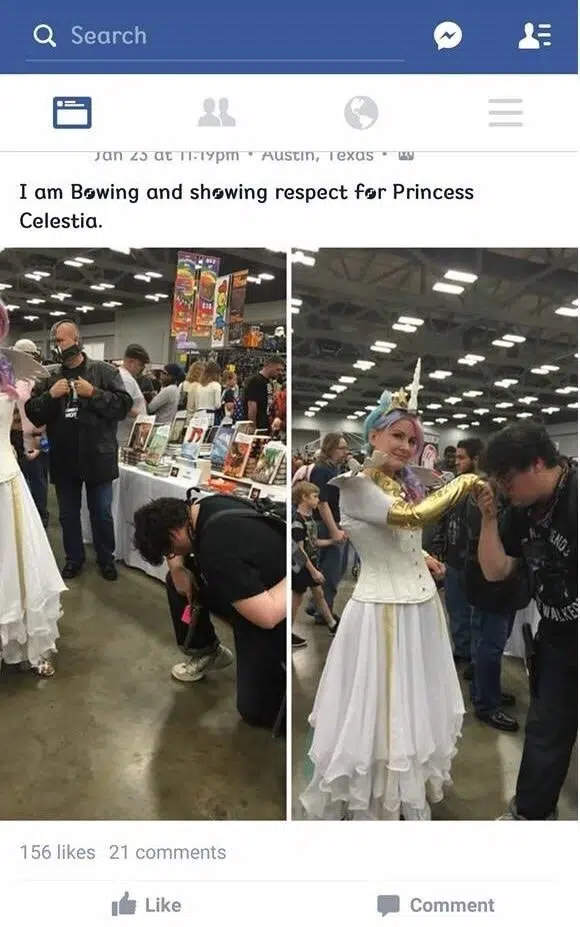 Search
Jan 23 at 11:19pm • Austin, Texas •
I am Bowing and showing respect for Princess
Celestia.
156 likes 21 comments
Like Comment